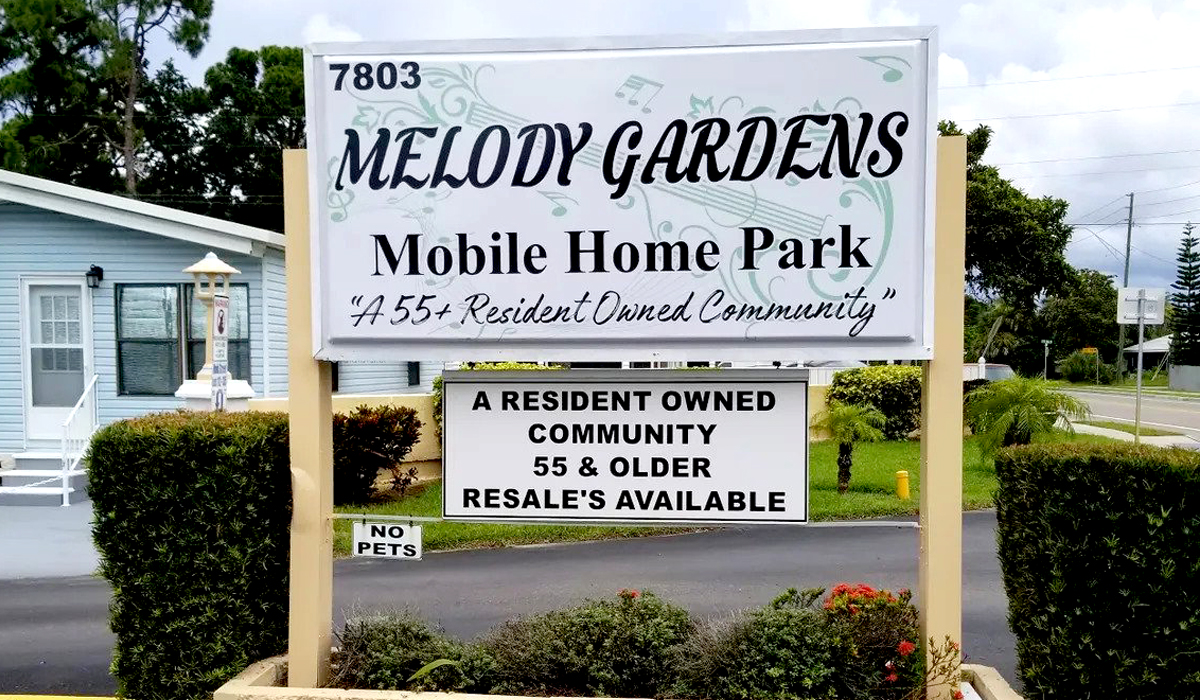 7803
MELODY GARDENS
Mobile Home Park
"A 55+ Resident Owned Community"
A RESIDENT OWNED
COMMUNITY
55 & OLDER
RESALE'S AVAILABLE
NO
PETS